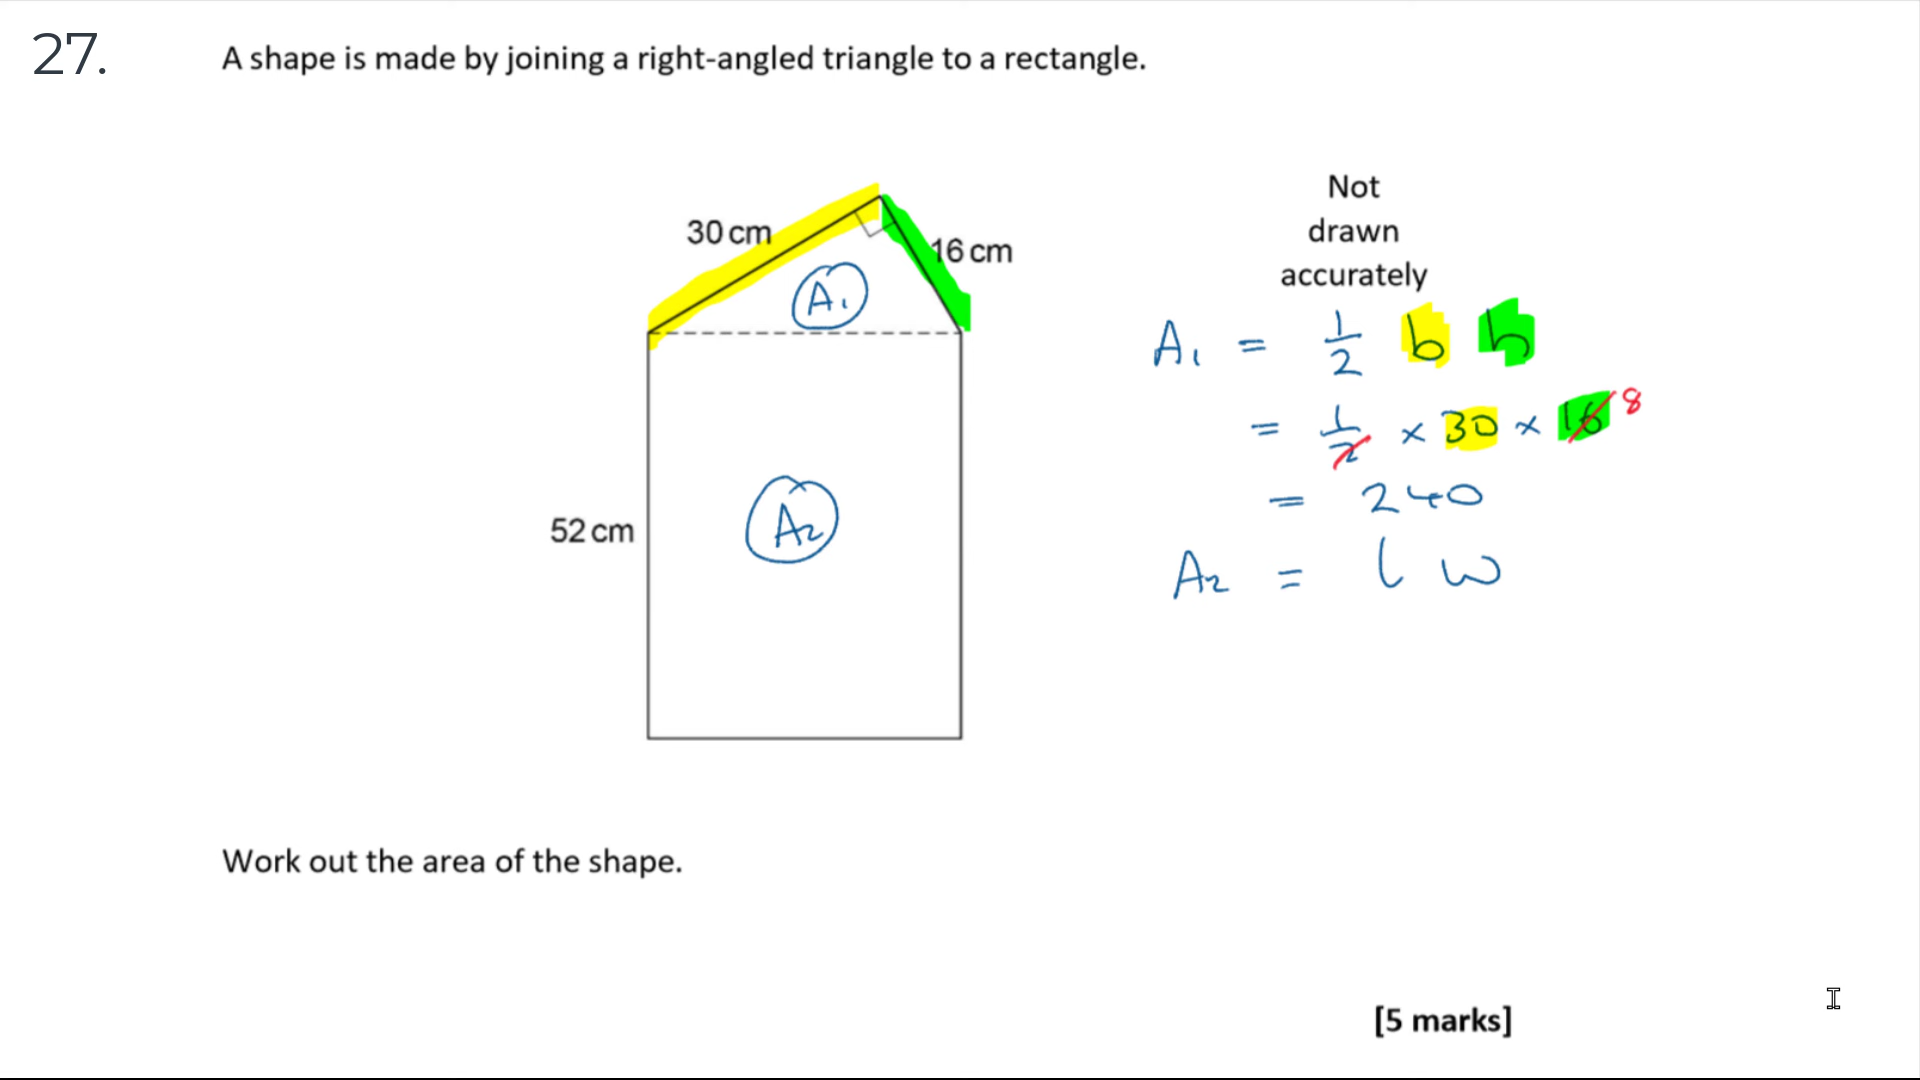 27.
A shape is made by joining a right-angled triangle to a rectangle.
Not
drawn
accurately
30 cm
16 cm
A₁
A₁ = 1/2 b h
= 1/2 × 30 × 16 8
= 240
52 cm
A₂
A₂ = l w
Work out the area of the shape.
[5 marks]